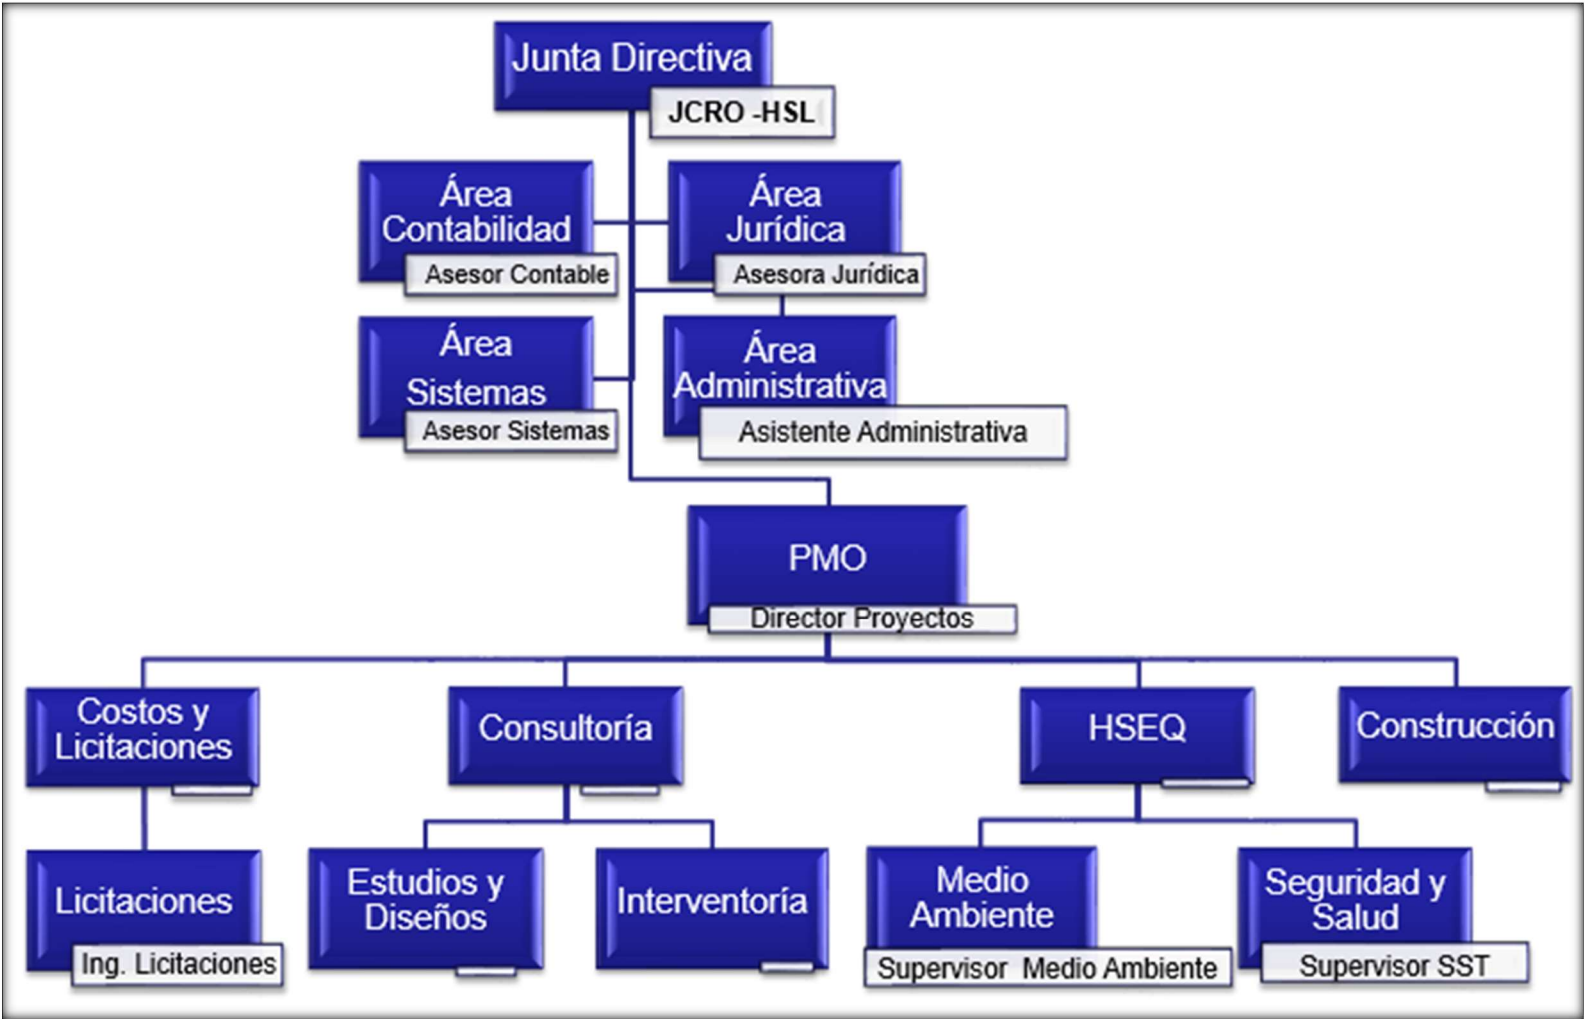 Junta Directiva
JCRO -HSL
Área
Contabilidad
Asesor Contable
Área
Jurídica
Asesora Jurídica
Área
Sistemas
Asesor Sistemas
Área
Administrativa
Asistente Administrativa
PMO
Director Proyectos
Costos y
Licitaciones
Consultoría
HSEQ
Construcción
Licitaciones
Ing. Licitaciones
Estudios y
Diseños
Interventoría
Medio
Ambiente
Supervisor Medio Ambiente
Seguridad y
Salud
Supervisor SST